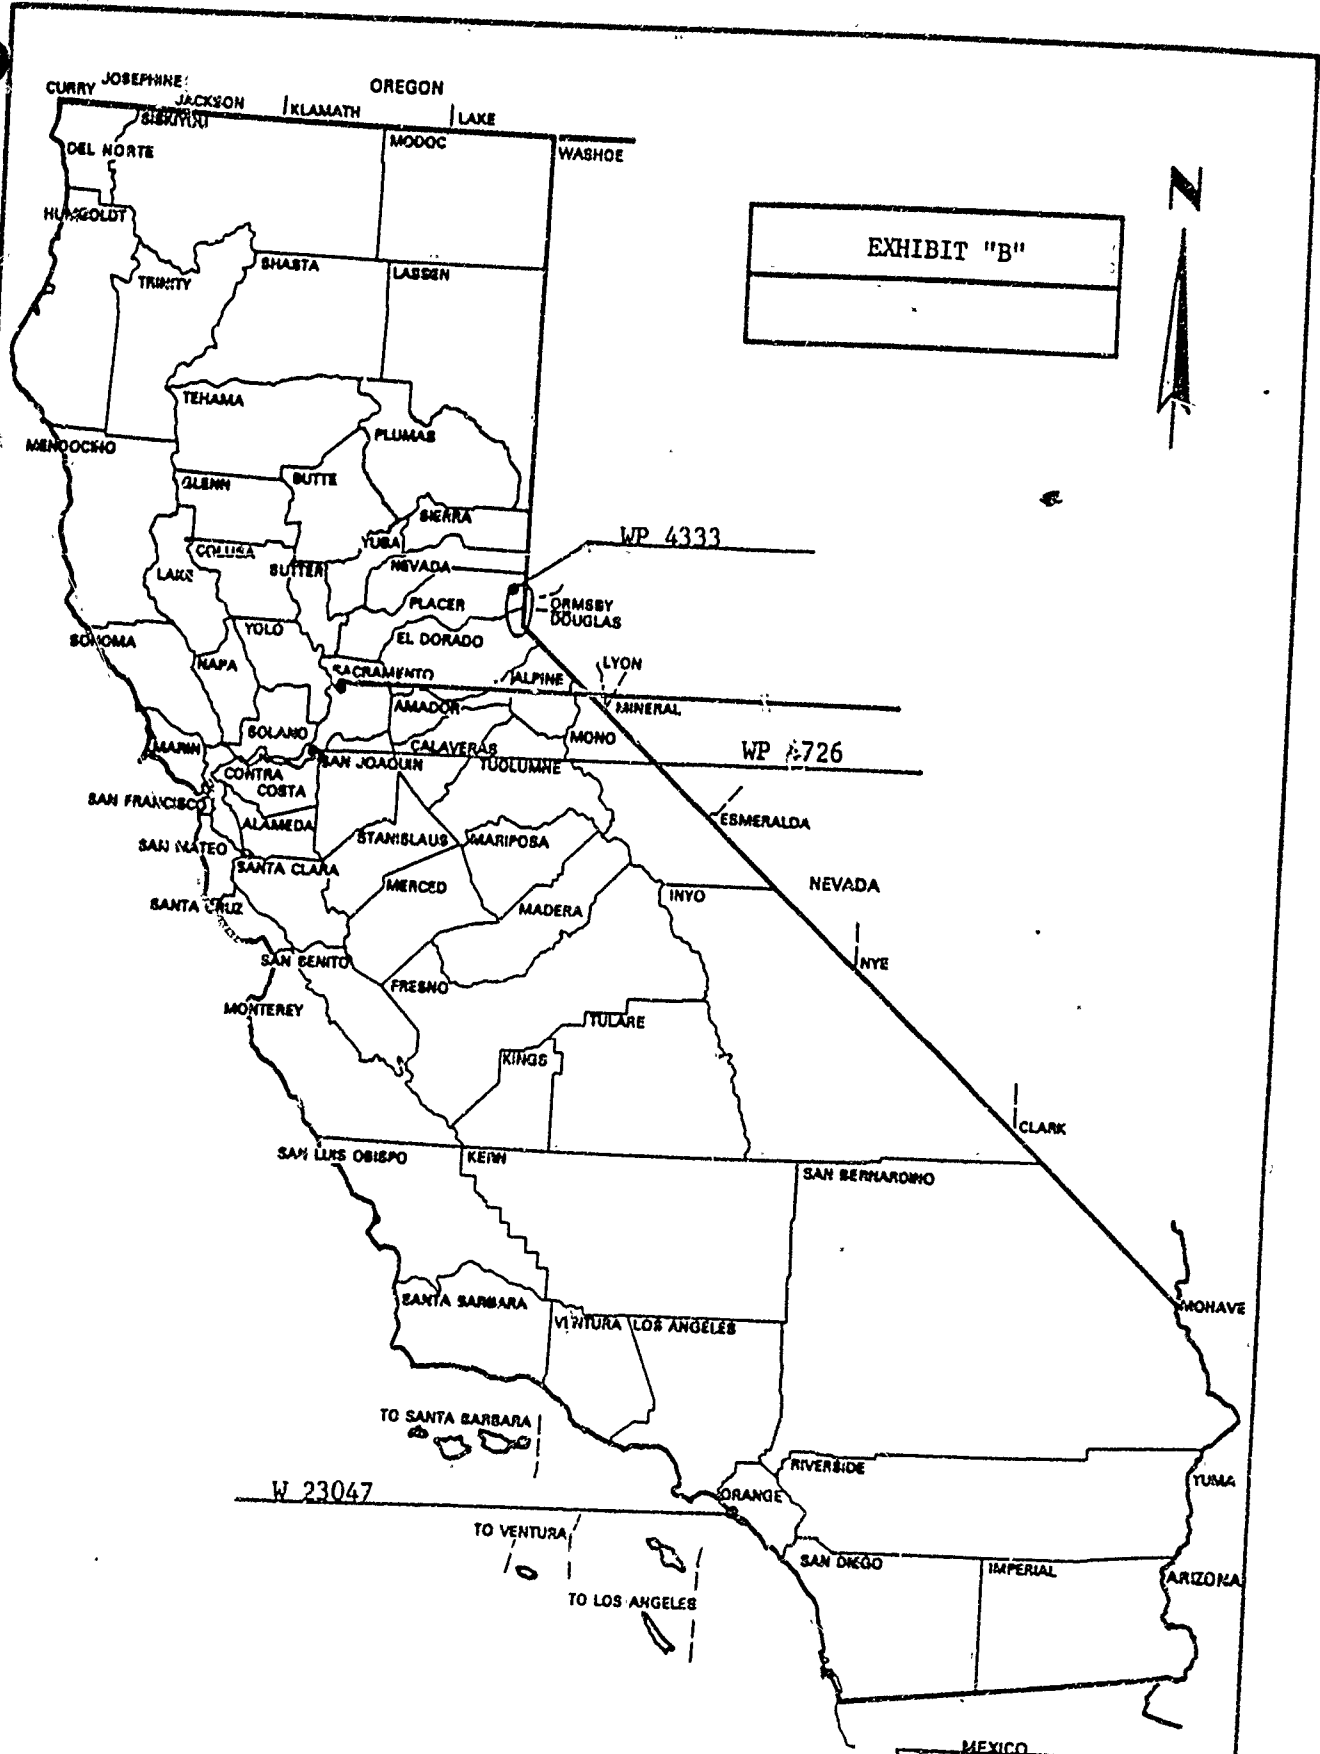 OREGON
CURRY
JOSEPHINE
JACKSON
KLAMATH
LAKE
SISKIYOU
MODOC
WASHOE
DEL NORTE
N
HUMBOLDT
EXHIBIT "B"
TRINITY
SHASTA
LASSEN
TEHAMA
PLUMAS
MENDOCINO
GLENN
BUTTE
SIERRA
WP 4333
COLUSA
YUBA
LAKE
SUTTER
NEVADA
PLACER
ORMSBY
DOUGLAS
SONOMA
YOLO
EL DORADO
NAPA
SACRAMENTO
ALPINE
LYON
AMADOR
MINERAL
SOLANO
MONO
MARIN
CALAVERAS
WP 726
SAN JOAQUIN
TUOLUMNE
CONTRA
COSTA
SAN FRANCISCO
ALAMEDA
ESMERALDA
SAN MATEO
STANISLAUS
MARIPOSA
SANTA CLARA
MERCED
INYO
NEVADA
SANTA CRUZ
MADERA
SAN BENITO
NYE
FRESNO
MONTEREY
TULARE
KINGS
CLARK
SAN LUIS OBISPO
KERN
SAN BERNARDINO
SANTA BARBARA
MOHAVE
VENTURA
LOS ANGELES
TO SANTA BARBARA
RIVERSIDE
YUMA
W 23047
ORANGE
TO VENTURA
SAN DIEGO
IMPERIAL
ARIZONA
TO LOS ANGELES
MEXICO